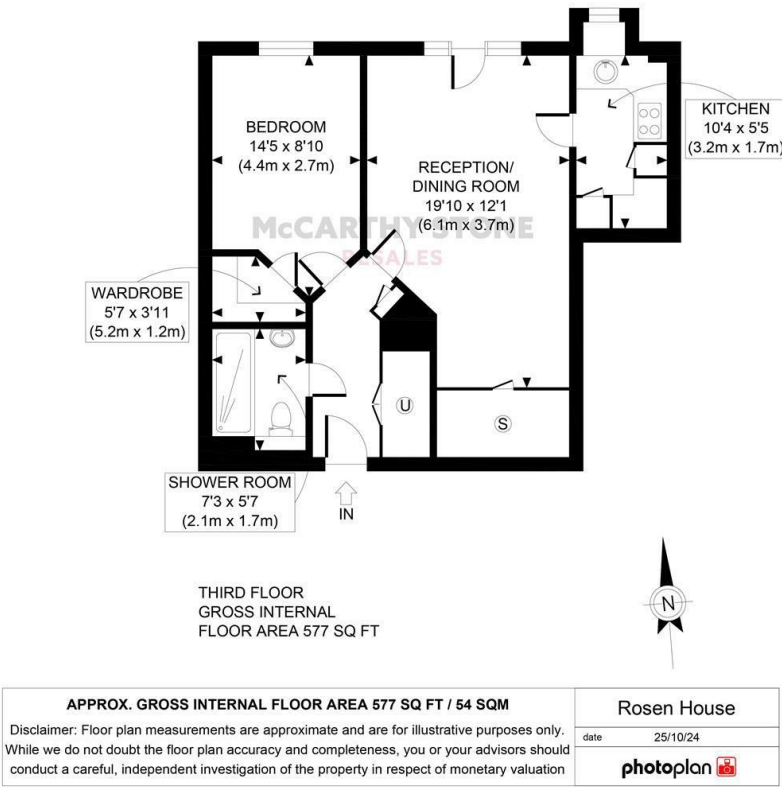 BEDROOM
14'5 x 8'10
(4.4m x 2.7m)
RECEPTION/
DINING ROOM
19'10 x 12'1
(6.1m x 3.7m)
KITCHEN
10'4 x 5'5
(3.2m x 1.7m)
McCARTHY STONE
RESALES
WARDROBE
5'7 x 3'11
(5.2m x 1.2m)
U
S
SHOWER ROOM
7'3 x 5'7
(2.1m x 1.7m)
IN
THIRD FLOOR
GROSS INTERNAL
FLOOR AREA 577 SQ FT
N
APPROX. GROSS INTERNAL FLOOR AREA 577 SQ FT / 54 SQM
Disclaimer: Floor plan measurements are approximate and are for illustrative purposes only.
While we do not doubt the floor plan accuracy and completeness, you or your advisors should
conduct a careful, independent investigation of the property in respect of monetary valuation
Rosen House
date 25/10/24
photoplan